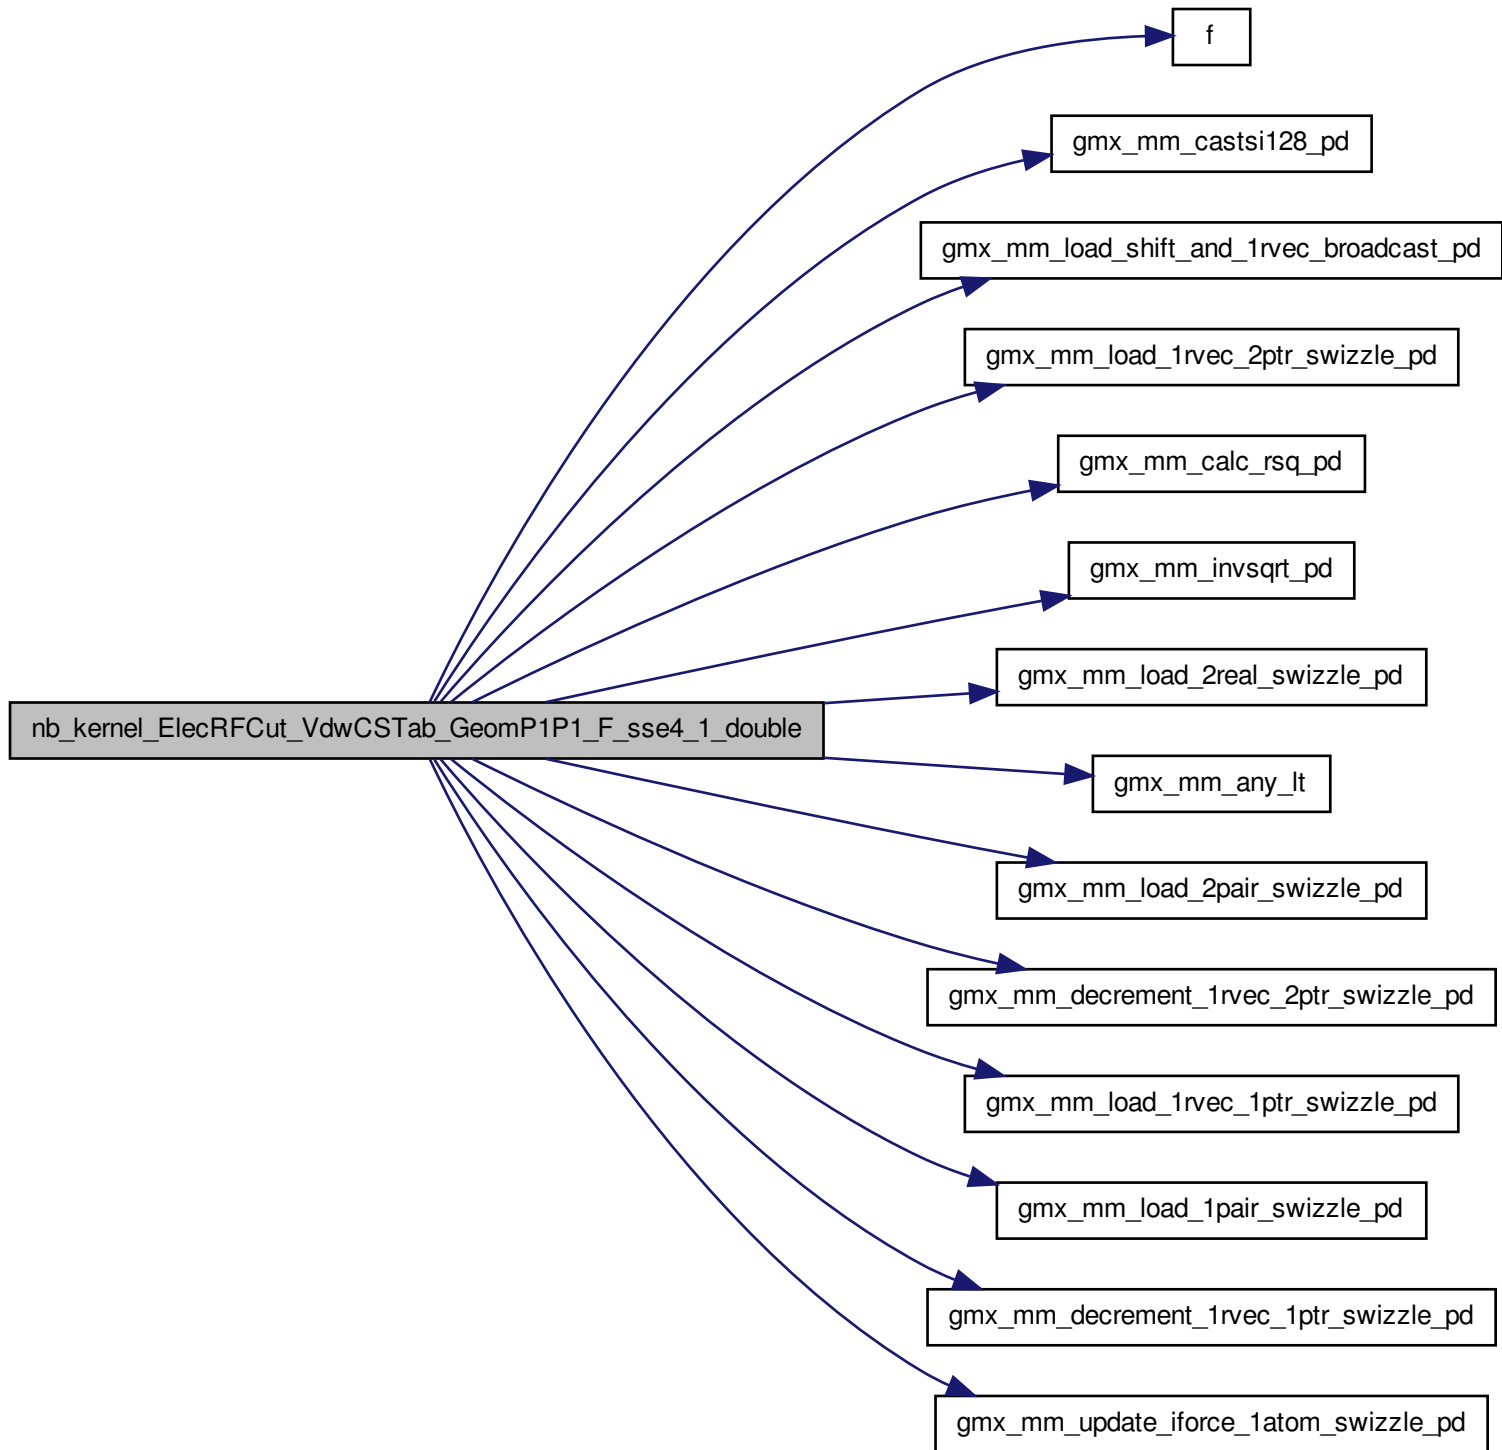 f
gmx_mm_castsi128_pd
gmx_mm_load_shift_and_1rvec_broadcast_pd
gmx_mm_load_1rvec_2ptr_swizzle_pd
gmx_mm_calc_rsq_pd
gmx_mm_invsqrt_pd
gmx_mm_load_2real_swizzle_pd
nb_kernel_ElecRFCut_VdwCSTab_GeomP1P1_F_sse4_1_double
gmx_mm_any_lt
gmx_mm_load_2pair_swizzle_pd
gmx_mm_decrement_1rvec_2ptr_swizzle_pd
gmx_mm_load_1rvec_1ptr_swizzle_pd
gmx_mm_load_1pair_swizzle_pd
gmx_mm_decrement_1rvec_1ptr_swizzle_pd
gmx_mm_update_iforce_1atom_swizzle_pd